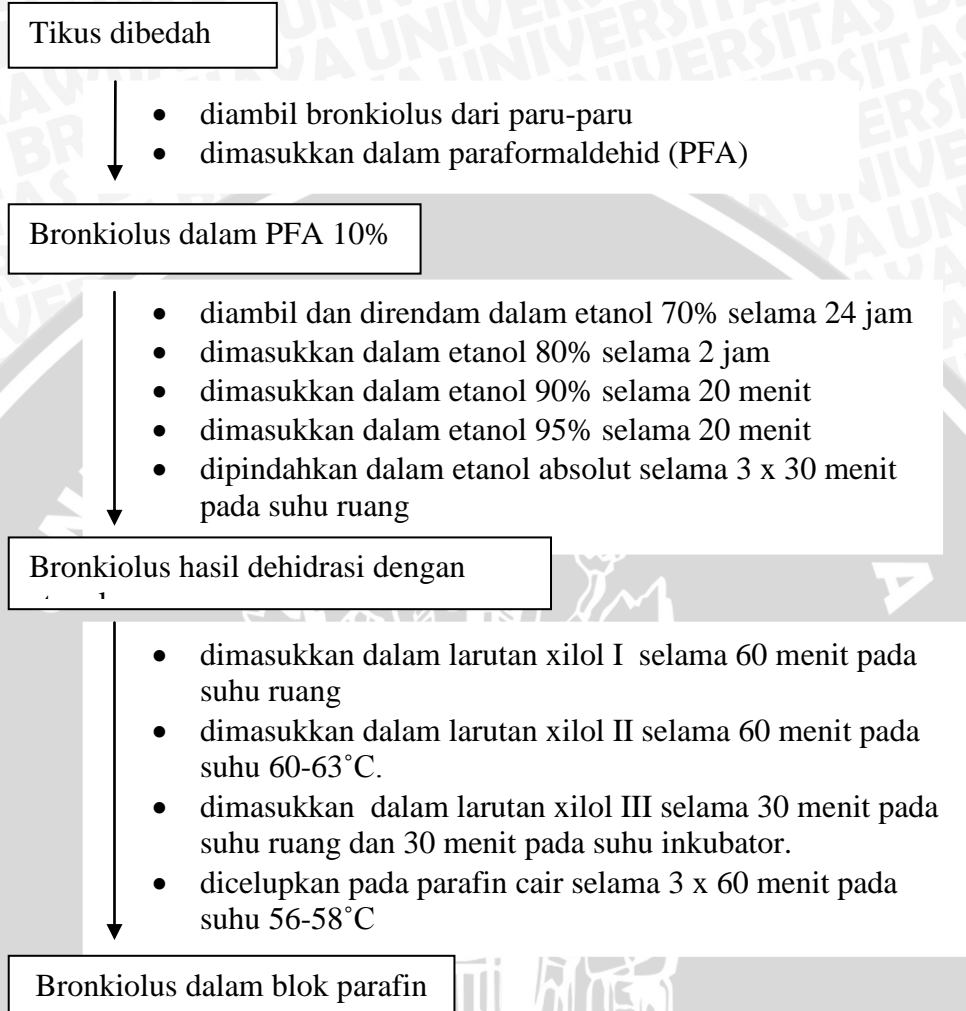 Tikus dibedah
• diambil bronkiolus dari paru-paru
• dimasukkan dalam paraformaldehid (PFA)
Bronkiolus dalam PFA 10%
• diambil dan direndam dalam etanol 70% selama 24 jam
• dimasukkan dalam etanol 80% selama 2 jam
• dimasukkan dalam etanol 90% selama 20 menit
• dimasukkan dalam etanol 95% selama 20 menit
• dipindahkan dalam etanol absolut selama 3 x 30 menit
pada suhu ruang
Bronkiolus hasil dehidrasi dengan
• dimasukkan dalam larutan xilol I selama 60 menit pada
suhu ruang
• dimasukkan dalam larutan xilol II selama 60 menit pada
suhu 60-63˚C.
• dimasukkan dalam larutan xilol III selama 30 menit pada
suhu ruang dan 30 menit pada suhu inkubator.
• dicelupkan pada parafin cair selama 3 x 60 menit pada
suhu 56-58˚C
Bronkiolus dalam blok parafin